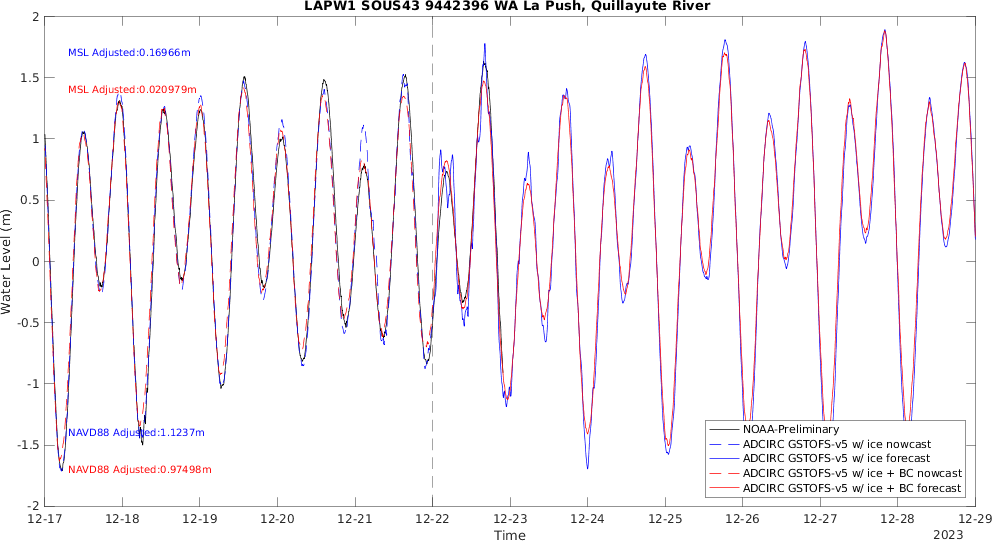 LAPW1 SOUS43 9442396 WA La Push, Quillayute River
2
1.5
1
0.5
0
-0.5
-1
-1.5
-2
Water Level (m)
MSL Adjusted:0.16966m
MSL Adjusted:0.020979m
NAVD88 Adjusted:1.1237m
NAVD88 Adjusted:0.97498m
NOAA-Preliminary
ADCIRC GSTOFS-v5 w/ ice nowcast
ADCIRC GSTOFS-v5 w/ ice forecast
ADCIRC GSTOFS-v5 w/ ice + BC nowcast
ADCIRC GSTOFS-v5 w/ ice + BC forecast
12-17 12-18 12-19 12-20 12-21 12-22 12-23 12-24 12-25 12-26 12-27 12-28 12-29
Time
2023